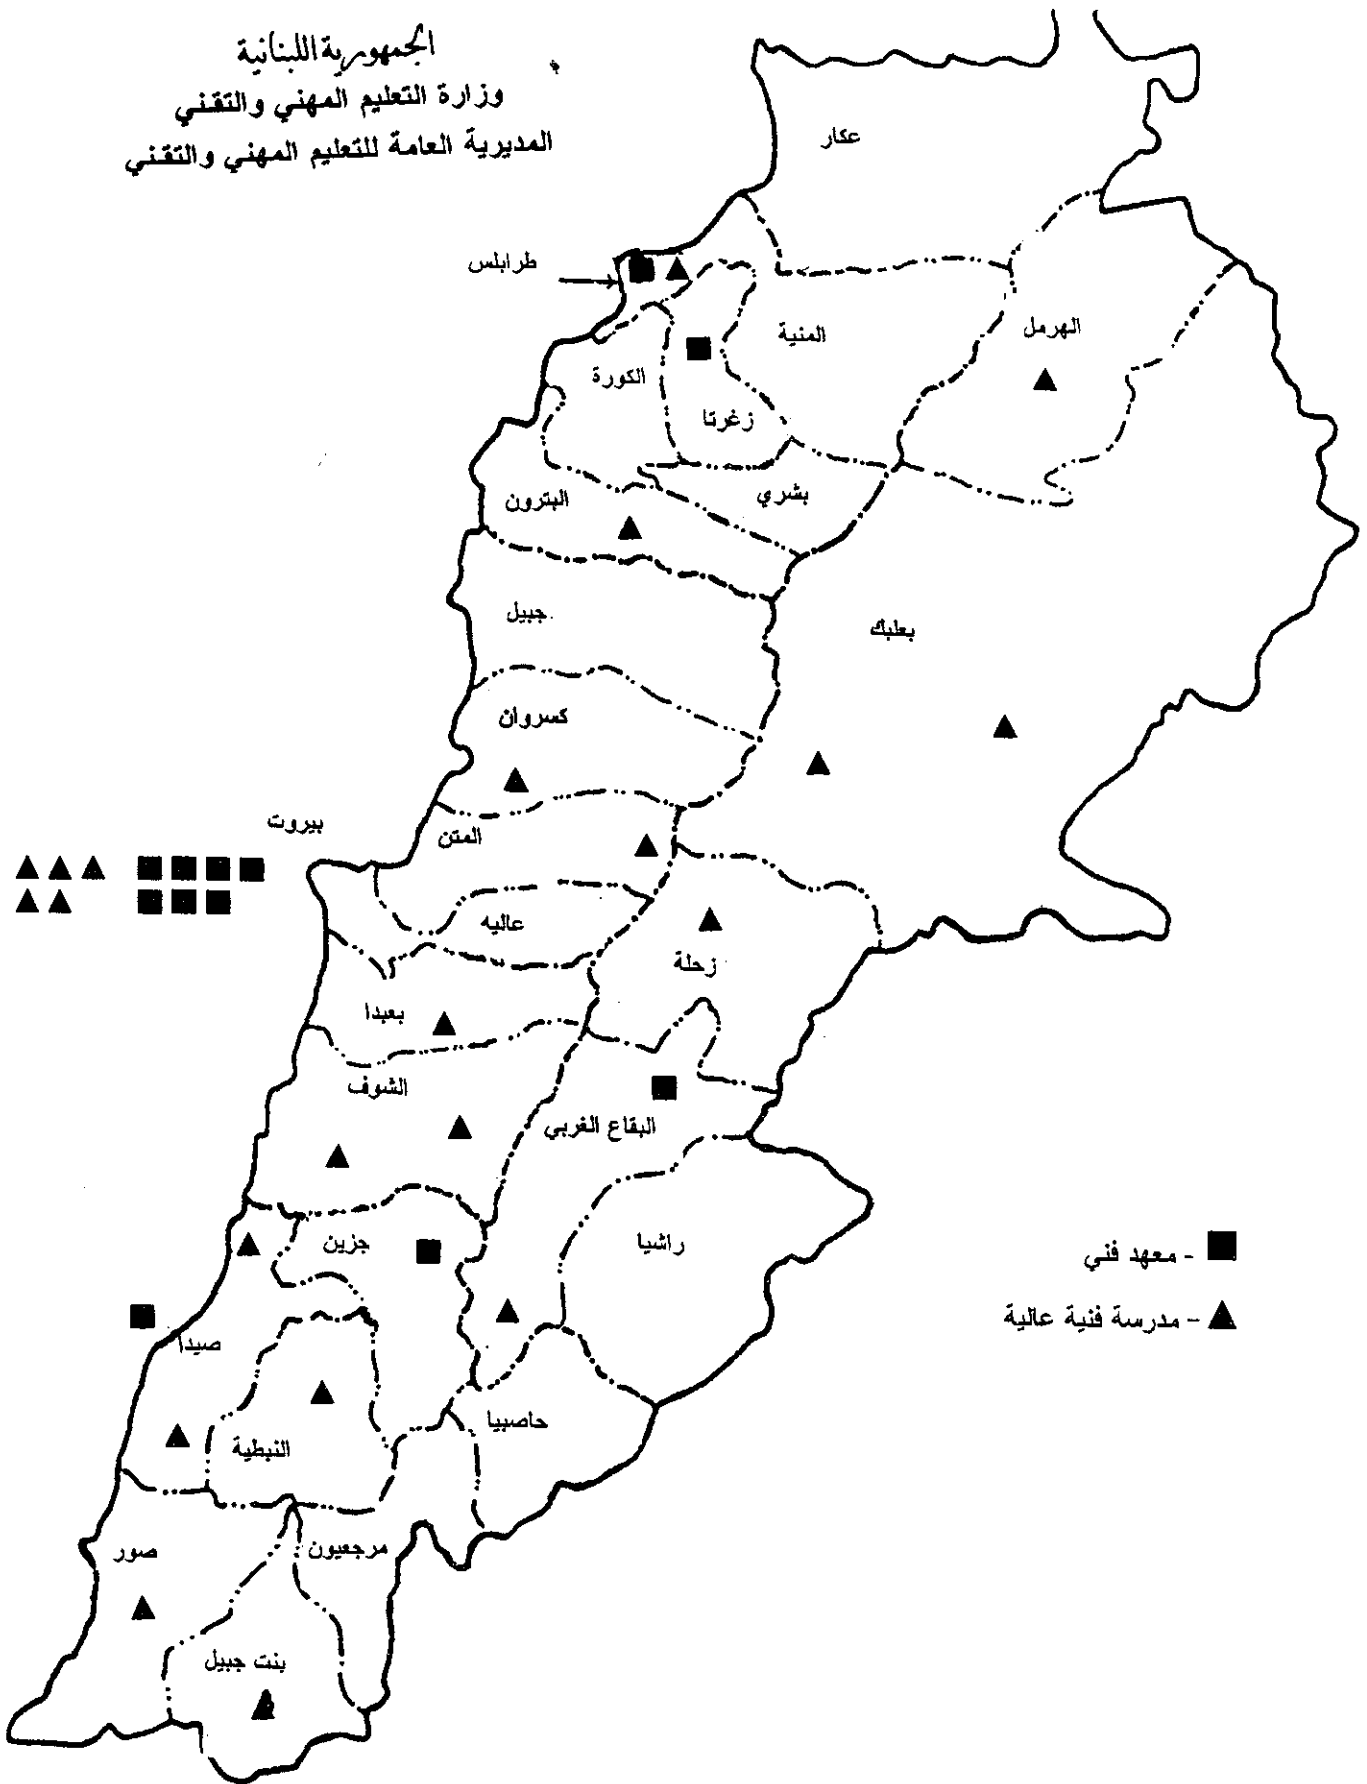 الجمهورية اللبنانية
وزارة التعليم المهني والتقني
المديرية العامة للتعليم المهني والتقني
عكار
طرابلس
المنية
الهرمل
الكورة
زغرتا
بشري
البترون
جبيل
بعلبك
كسروان
بيروت
المتن
عاليه
زحلة
بعبدا
الشوف
البقاع الغربي
جزين
راشيا
- معهد فني
- مدرسة فنية عالية
صيدا
حاصبيا
النبطية
صور
مرجعيون
بنت جبيل